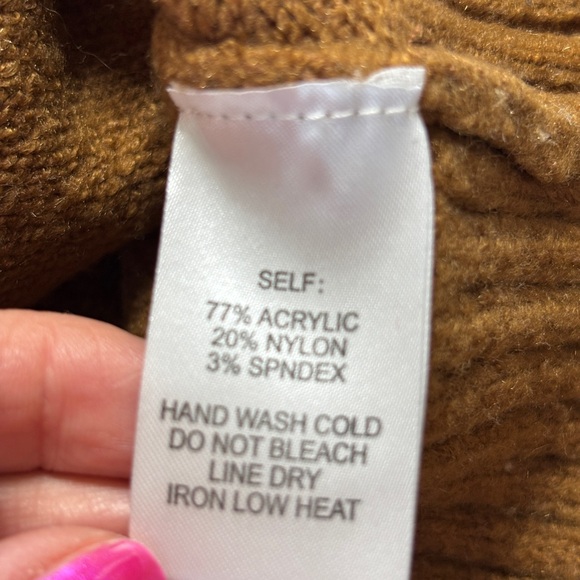 SELF:
77% ACRYLIC
20% NYLON
3% SPNDEX
HAND WASH COLD
DO NOT BLEACH
LINE DRY
IRON LOW HEAT